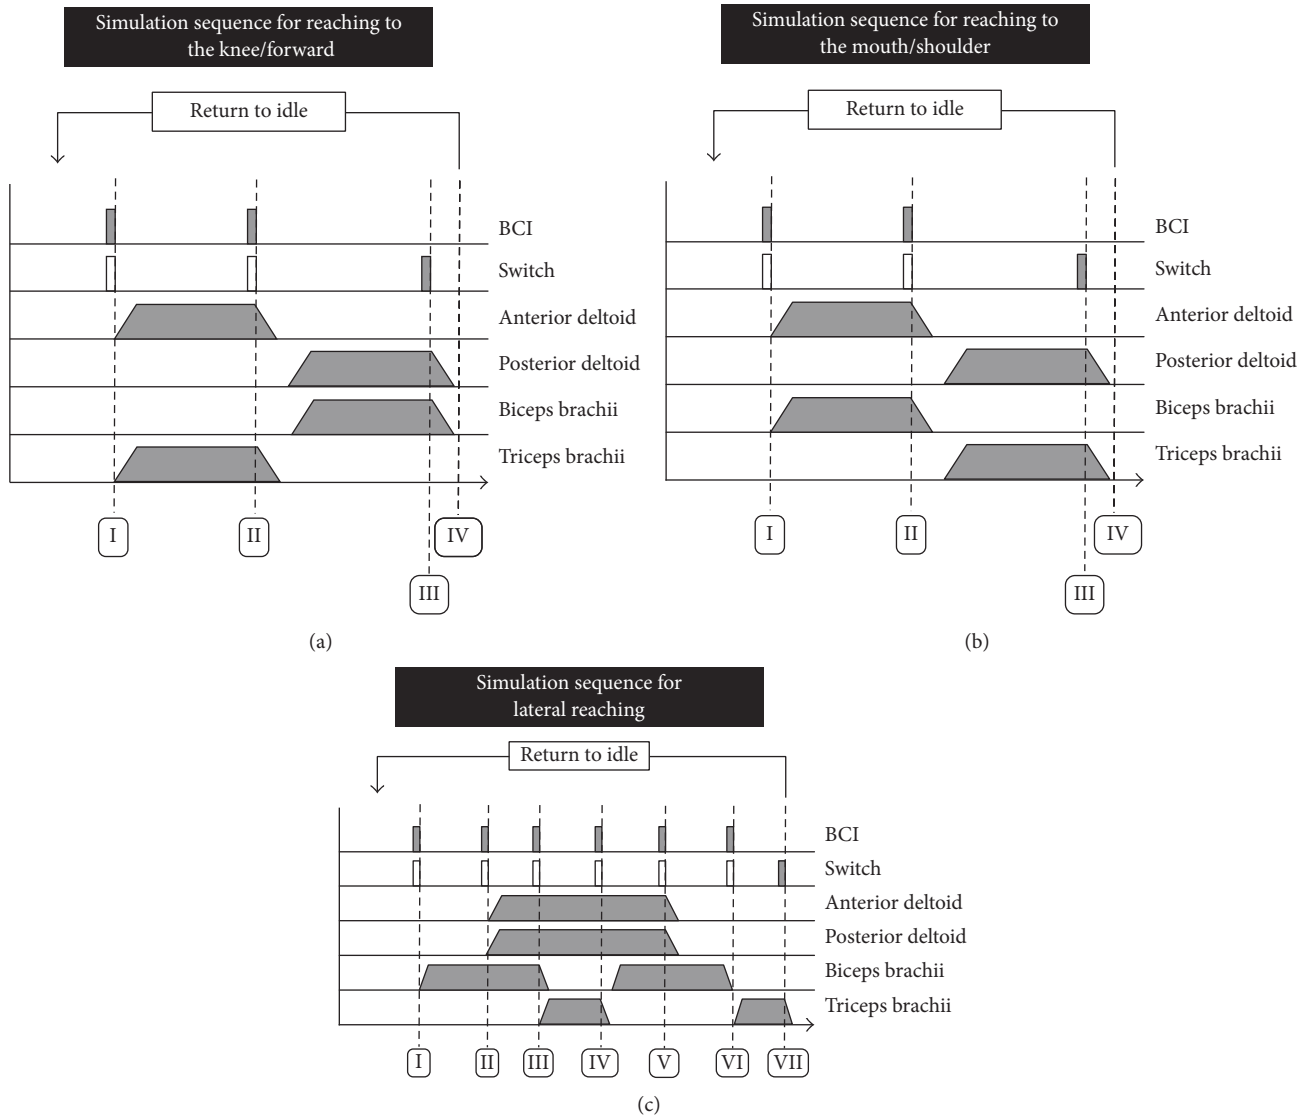 Simulation sequence for reaching to
the knee/forward
Return to idle
BCI
Switch
Anterior deltoid
Posterior deltoid
Biceps brachii
Triceps brachii
I
II
IV
III
(a)
Simulation sequence for reaching to
the mouth/shoulder
Return to idle
BCI
Switch
Anterior deltoid
Posterior deltoid
Biceps brachii
Triceps brachii
I
II
IV
III
(b)
Simulation sequence for
lateral reaching
Return to idle
BCI
Switch
Anterior deltoid
Posterior deltoid
Biceps brachii
Triceps brachii
I
II
III
IV
V
VI
VII
(c)